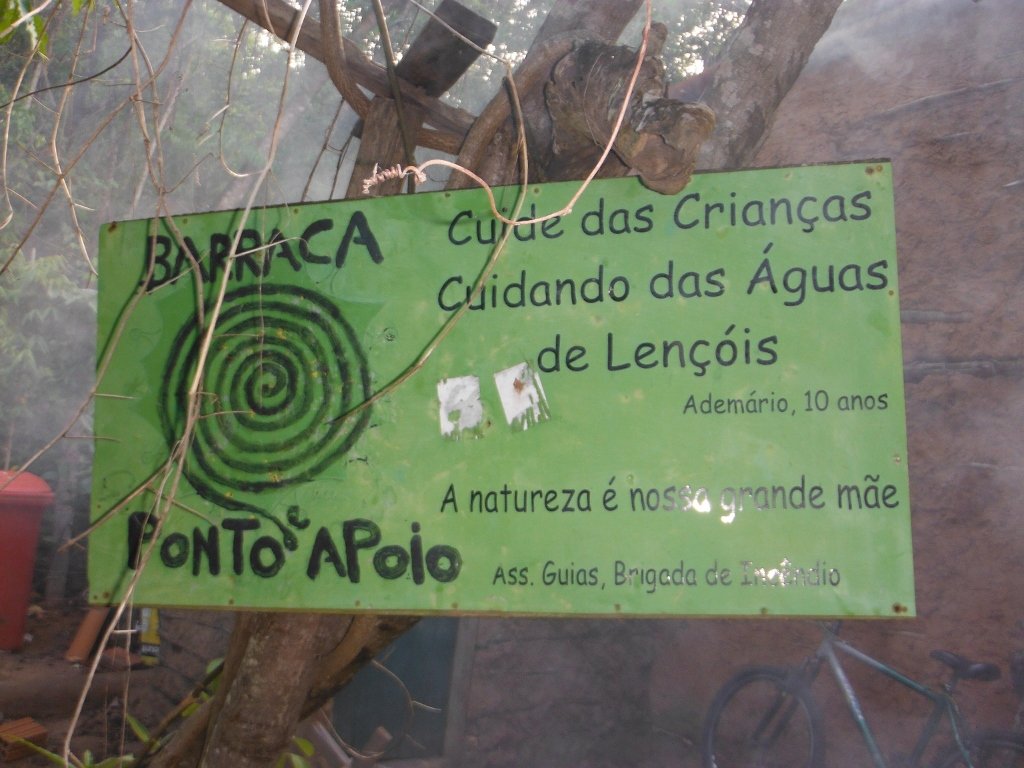 BARRACA
PONTO e APOIO
Cuide das Crianças
Cuidando das Águas
de Lençóis
Ademário, 10 anos
A natureza é nossa grande mãe
Ass. Guias, Brigada de Incêndio